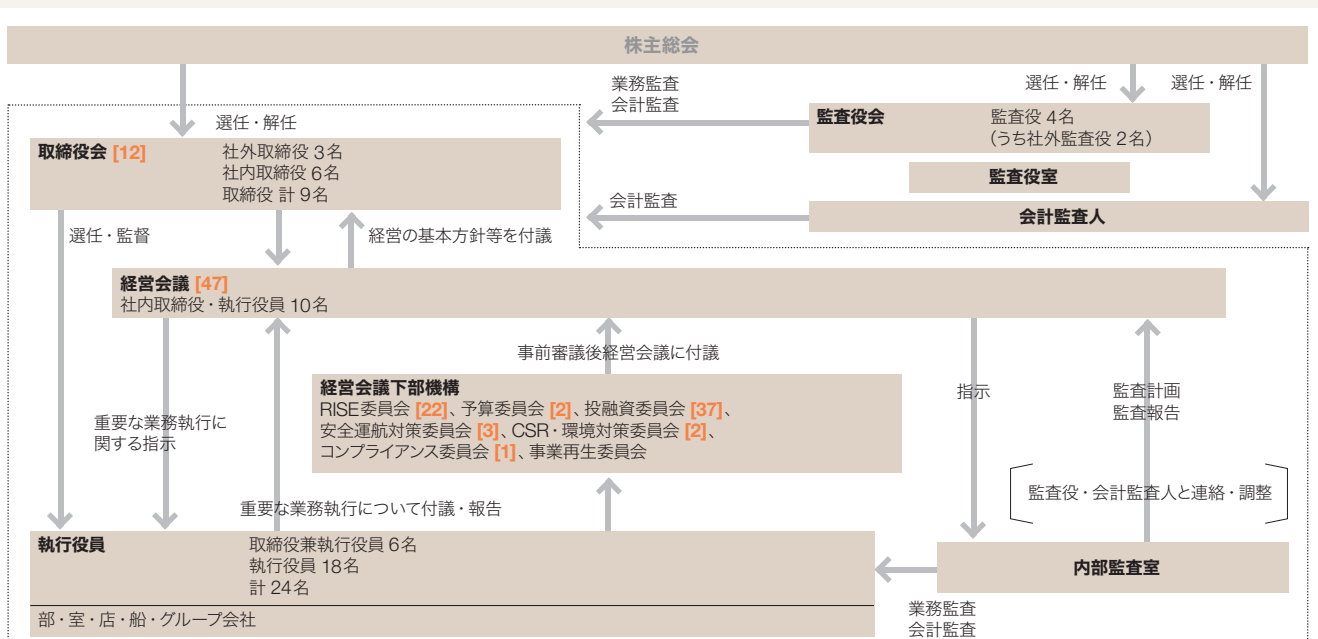 株主総会
業務監査
会計監査
選任・解任
選任・解任
選任・解任
監査役会
監査役 4名
(うち社外監査役 2名)
監査役室
会計監査人
会計監査
取締役会 [12]
社外取締役 3名
社内取締役 6名
取締役 計 9名
選任・監督
経営の基本方針等を付議
経営会議 [47]
社内取締役・執行役員 10名
事前審議後経営会議に付議
経営会議下部機構
RISE委員会 [22]、予算委員会 [2]、投融資委員会 [37]、
安全運航対策委員会 [3]、CSR・環境対策委員会 [2]、
コンプライアンス委員会 [1]、事業再生委員会
指示
監査計画
監査報告
重要な業務執行に
関する指示
監査役・会計監査人と連絡・調整
重要な業務執行について付議・報告
執行役員
取締役兼執行役員 6名
執行役員 18名
計 24名
部・室・店・船・グループ会社
内部監査室
業務監査
会計監査